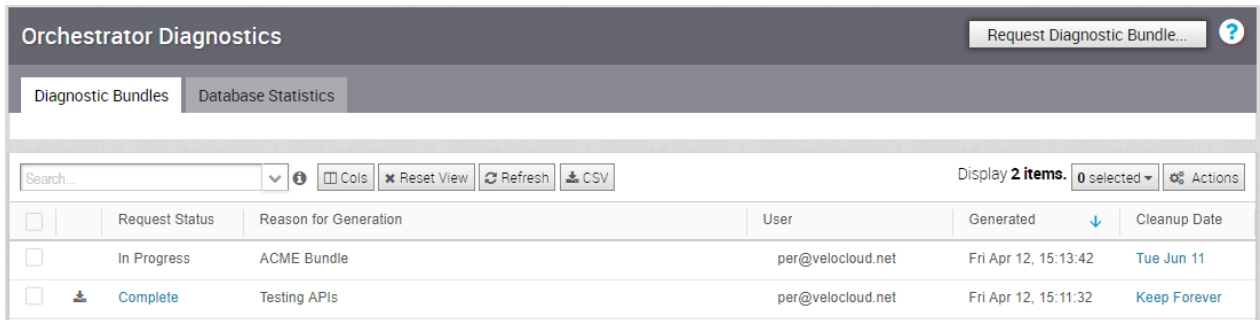 Orchestrator Diagnostics
Request Diagnostic Bundle...
?
Diagnostic Bundles Database Statistics
Search... Cols Reset View Refresh CSV Display 2 items. 0 selected Actions
Request Status Reason for Generation User Generated Cleanup Date
In Progress ACME Bundle per@velocloud.net Fri Apr 12, 15:13:42 Tue Jun 11
Complete Testing APIs per@velocloud.net Fri Apr 12, 15:11:32 Keep Forever